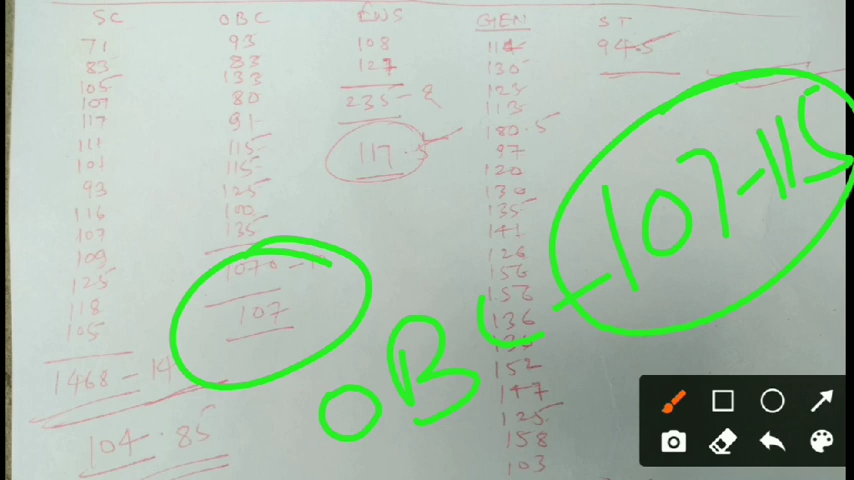 SC OBC EWS GEN ST
71 93 108 114 94.5
83 83 127 130
105 133 235-2 125
107 80 113
117 91 117.5 180.5
111 115 97
101 115 120
93 125 130
116 100 135
107 135 141
109 1070-10 126
125 107 156
118 156
105 136
1468-14 152
104.85 147
125
158
103
OBC-107-115